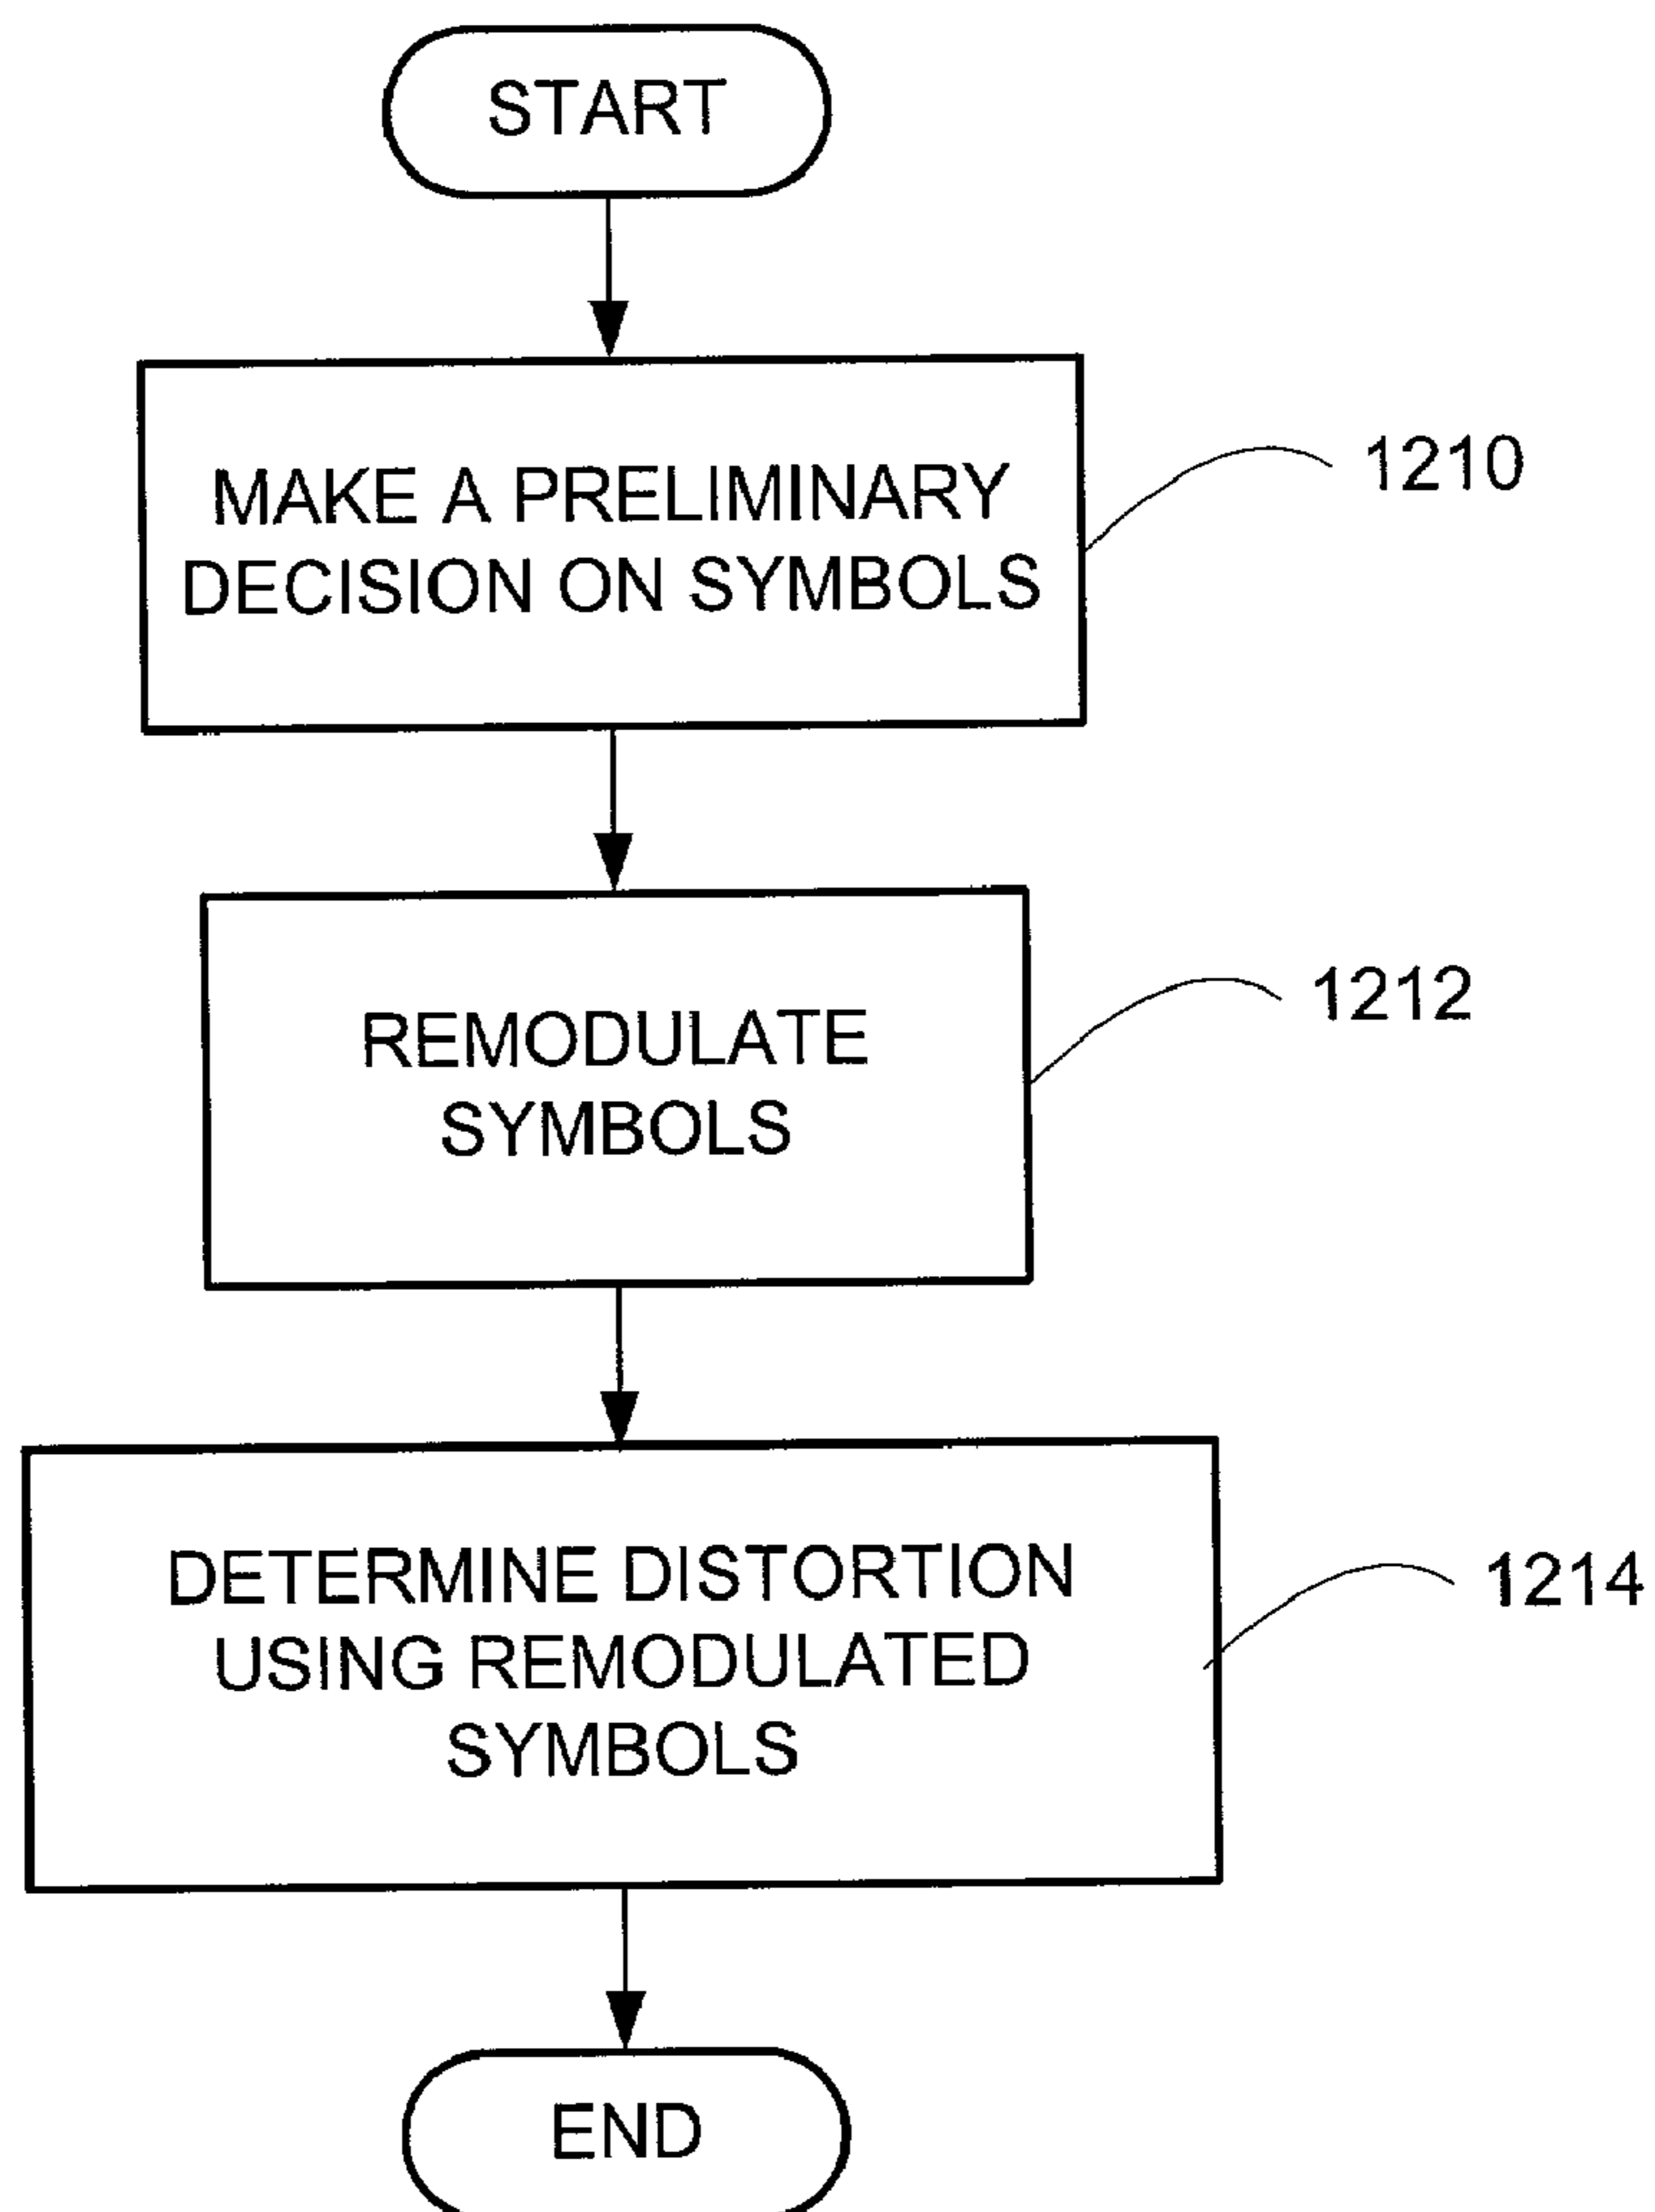 START
MAKE A PRELIMINARY
DECISION ON SYMBOLS
1210
REMODULATE
SYMBOLS
1212
DETERMINE DISTORTION
USING REMODULATED
SYMBOLS
1214
END